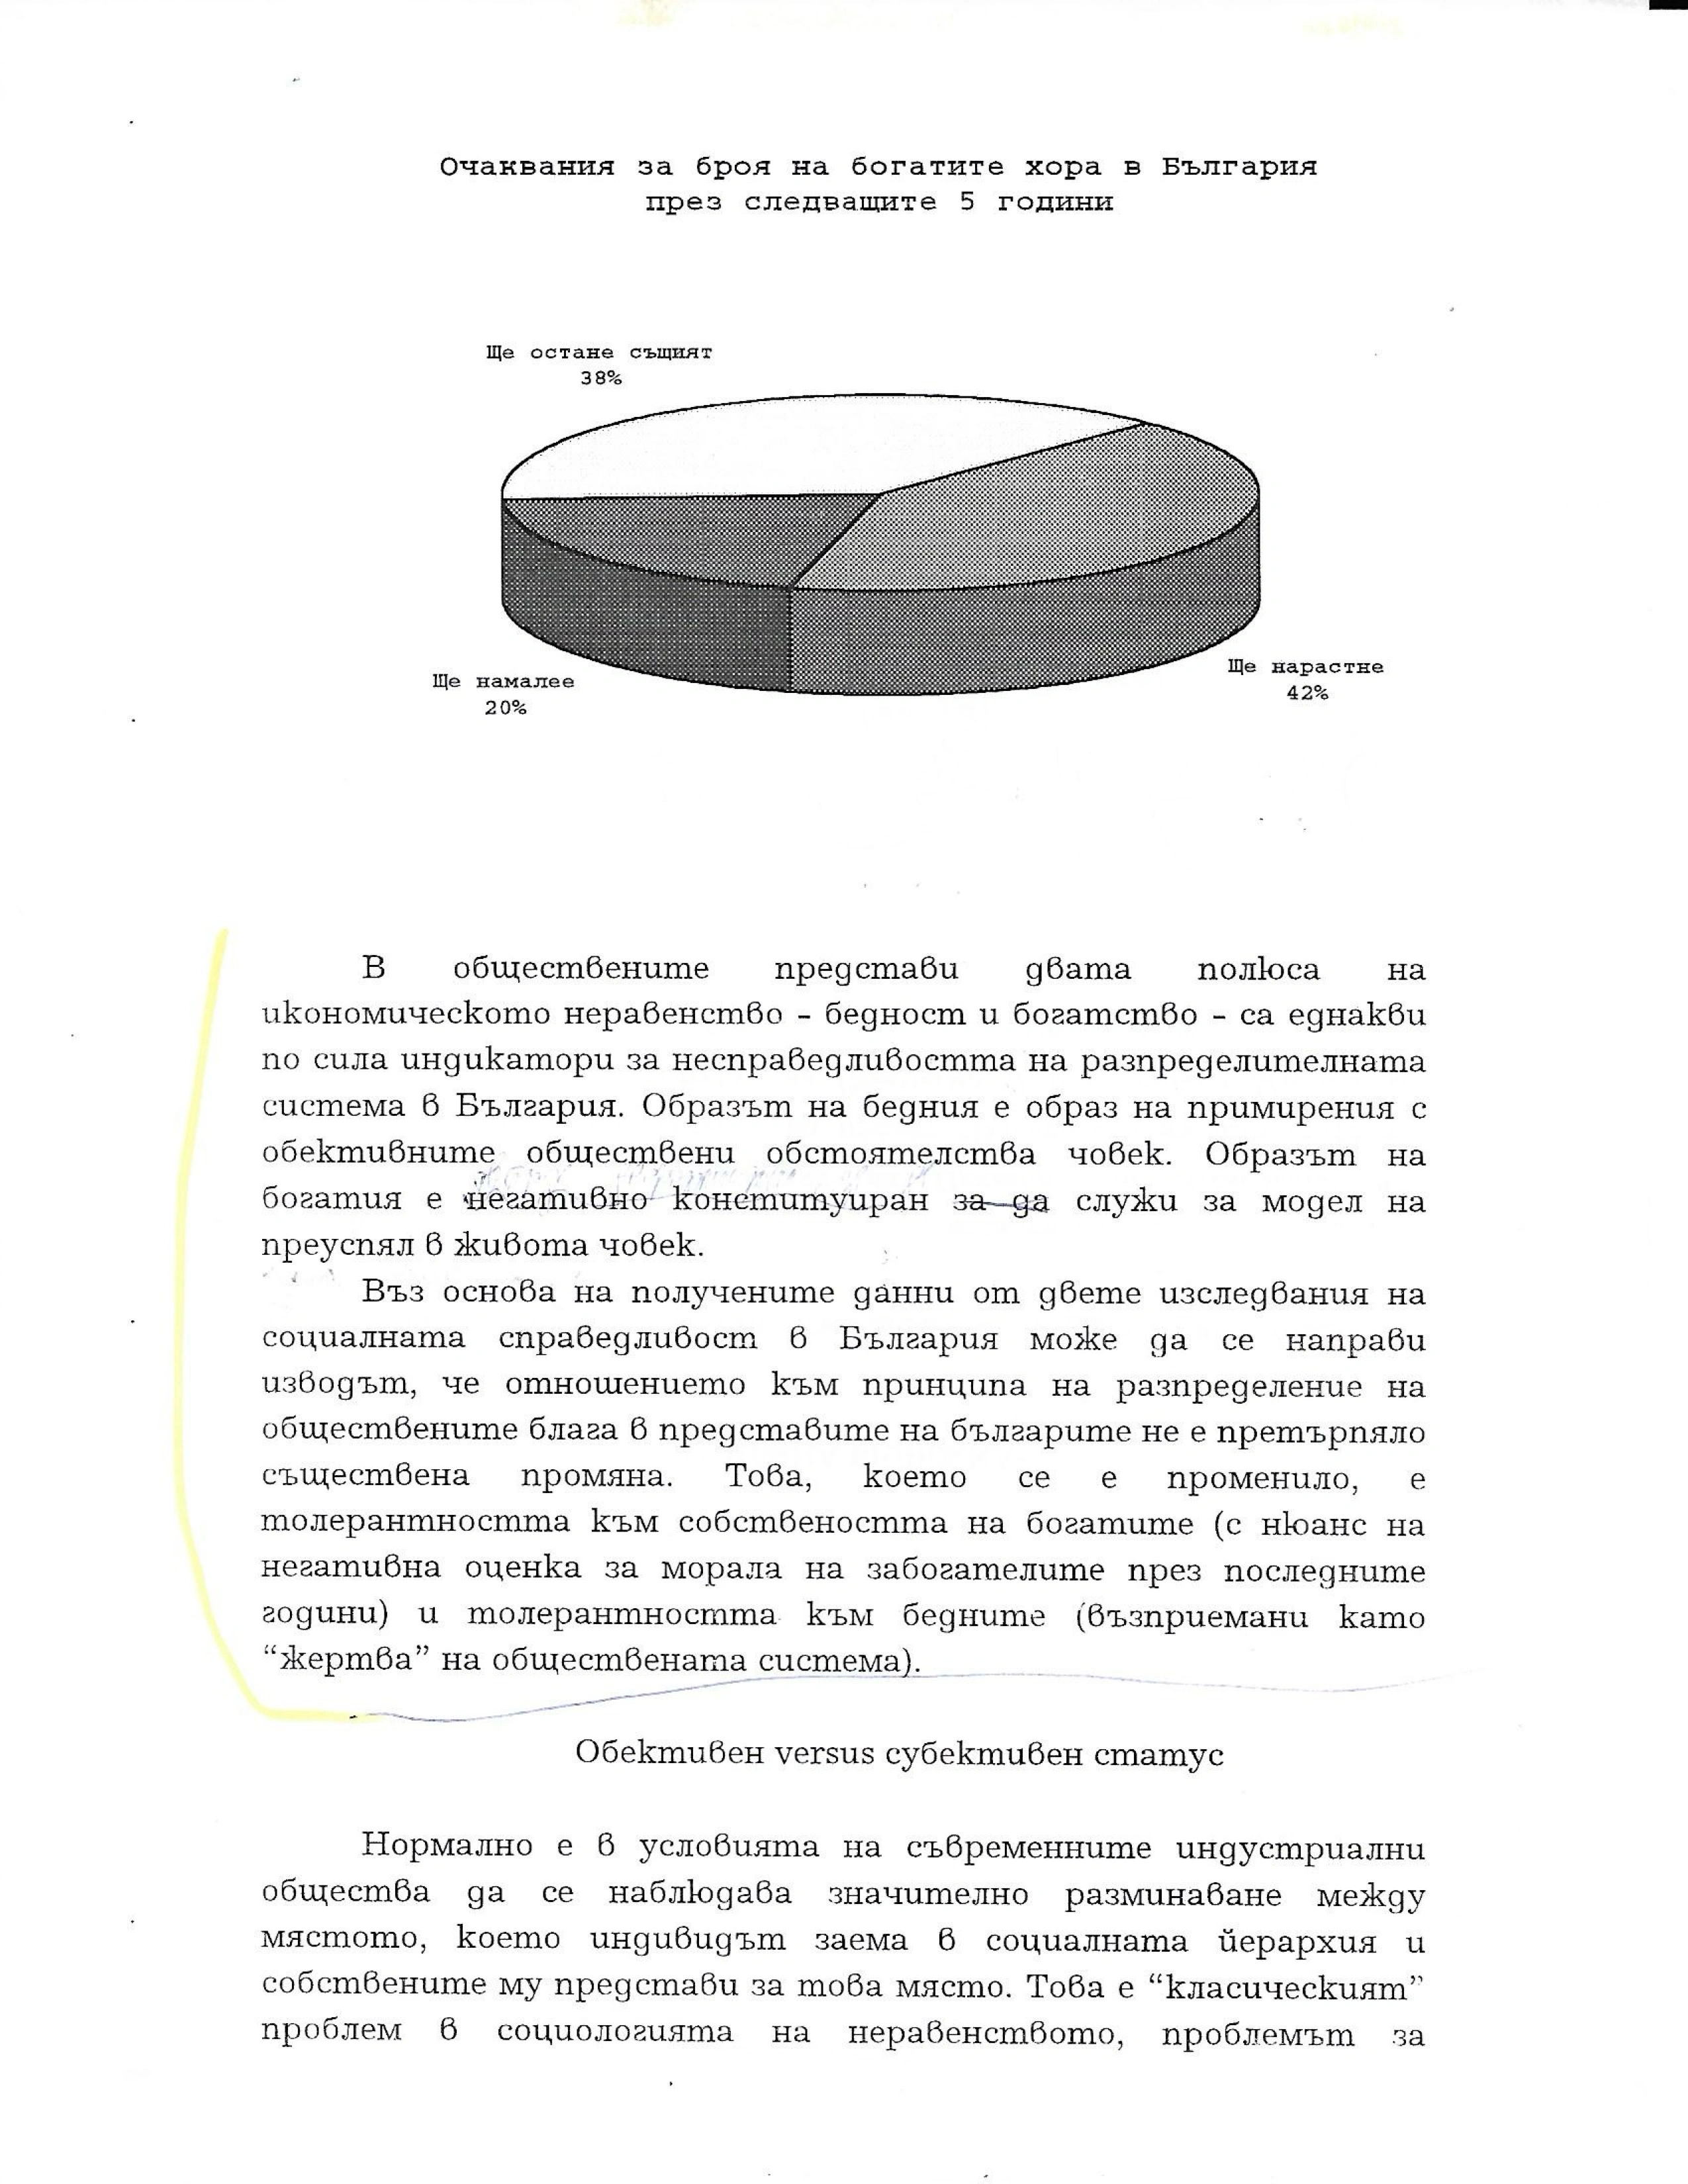 Очаквания за броя на богатите хора в България
през следващите 5 години
Ще остане същият
38%
Ще нарастне
42%
Ще намалее
20%
В обществените представи двата полюса на
икономическото неравенство - бедност и богатство - са еднакви
по сила индикатори за несправедливостта на разпределителната
система в България. Образът на бедния е образ на примирения с
обективните обществени обстоятелства човек. Образът на
богатия е негативно конституиран за да служи за модел на
преуспял в живота човек.
Въз основа на получените данни от двете изследвания на
социалната справедливост в България може да се направи
изводът, че отношението към принципа на разпределение на
обществените блага в представите на българите не е претърпяло
съществена промяна. Това, което се е променило, е
толерантността към собствеността на богатите (с нюанс на
негативна оценка за морала на забогателите през последните
години) и толерантността към бедните (възприемани като
“жертва” на обществената система).
Обективен versus субективен статус
Нормално е в условията на съвременните индустриални
общества да се наблюдава значително разминаване между
мястото, което индивидът заема в социалната йерархия и
собствените му представи за това място. Това е “класическият”
проблем в социологията на неравенството, проблемът за